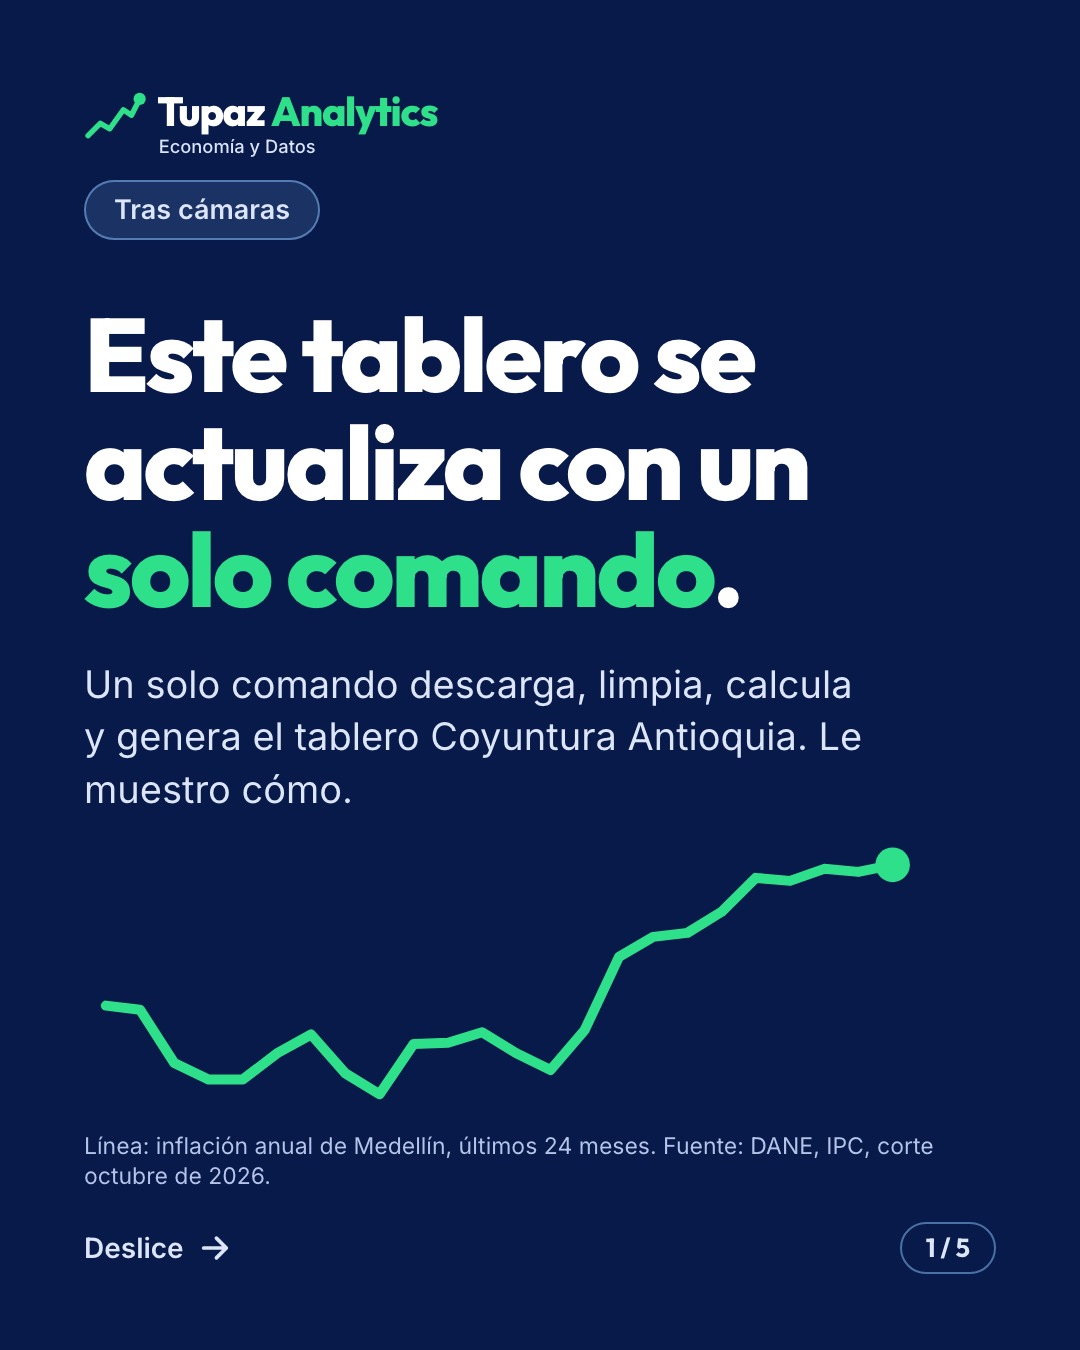 Tupaz Analytics
Economía y Datos
Tras cámaras
Este tablero se
actualiza con un
solo comando.
Un solo comando descarga, limpia, calcula
y genera el tablero Coyuntura Antioquia. Le
muestro cómo.
Línea: inflación anual de Medellín, últimos 24 meses. Fuente: DANE, IPC, corte
octubre de 2026.
Deslice →
1 / 5